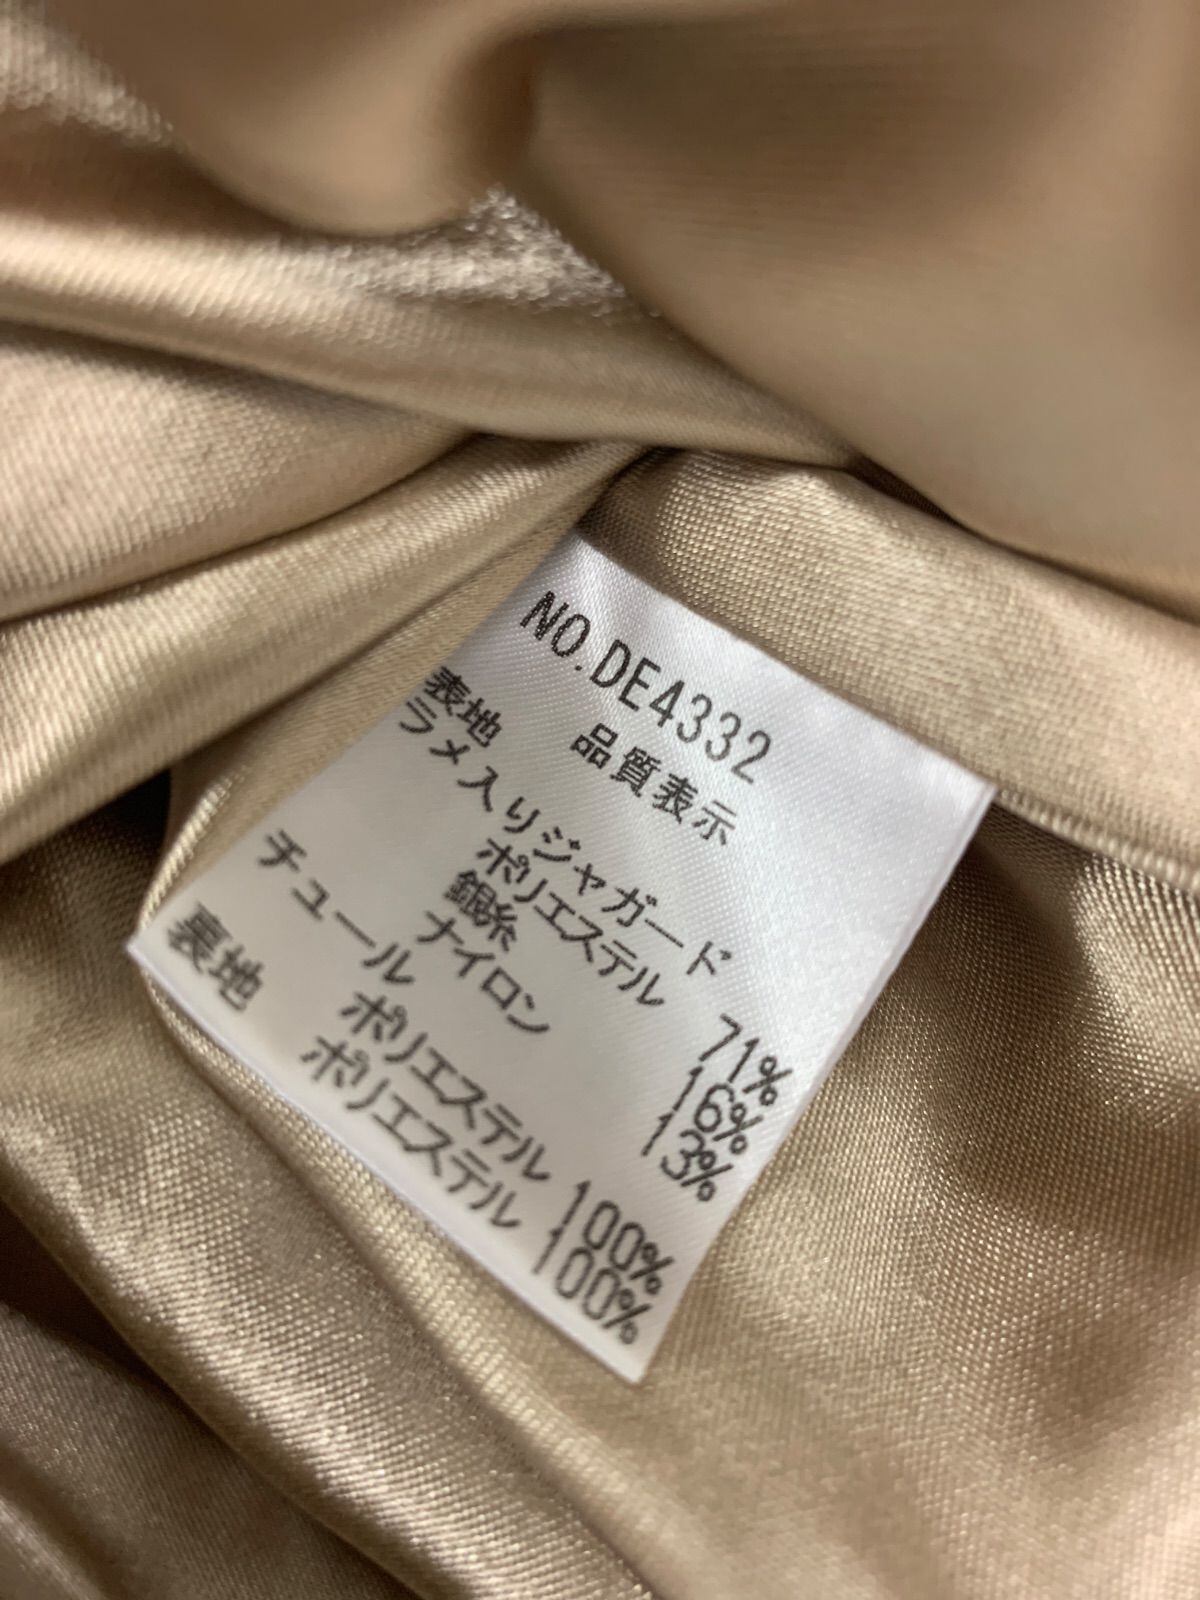 NO.DE4332
品質表示
表地
ラメ入りジャガード
ポリエステル 71%
銀糸 16%
ナイロン 13%
チュール
ポリエステル 100%
裏地 ポリエステル 100%